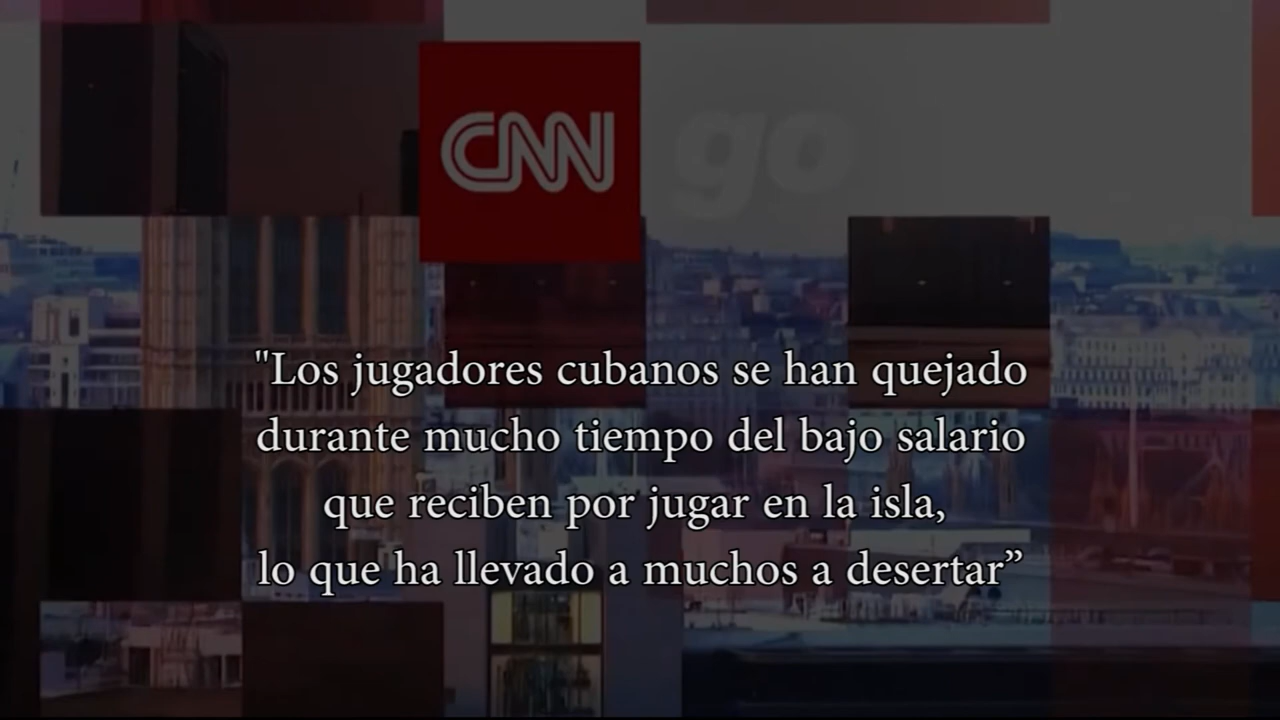 CNN go
"Los jugadores cubanos se han quejado
durante mucho tiempo del bajo salario
que reciben por jugar en la isla,
lo que ha llevado a muchos a desertar”